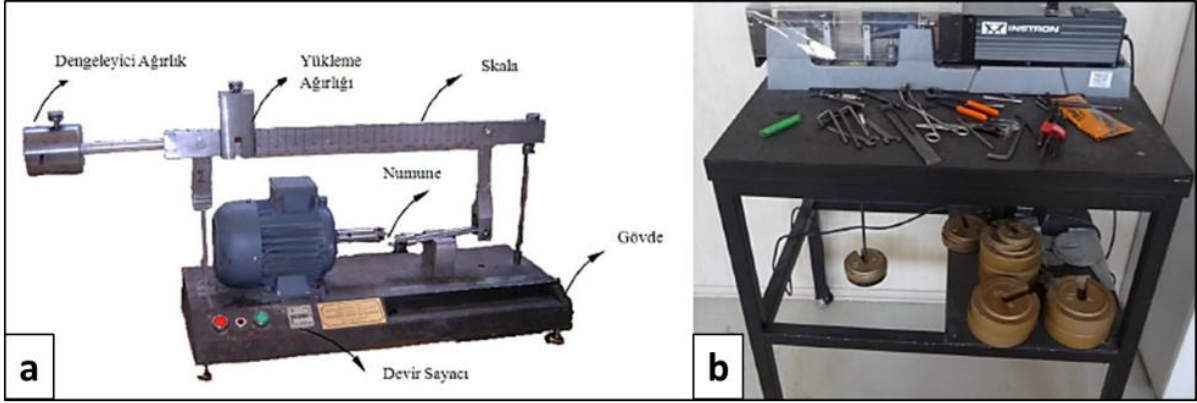 Dengeleyici Ağırlık
Yükleme
Ağırlığı
Skala
Numune
Gövde
Devir Sayacı
a
INSTRON
b